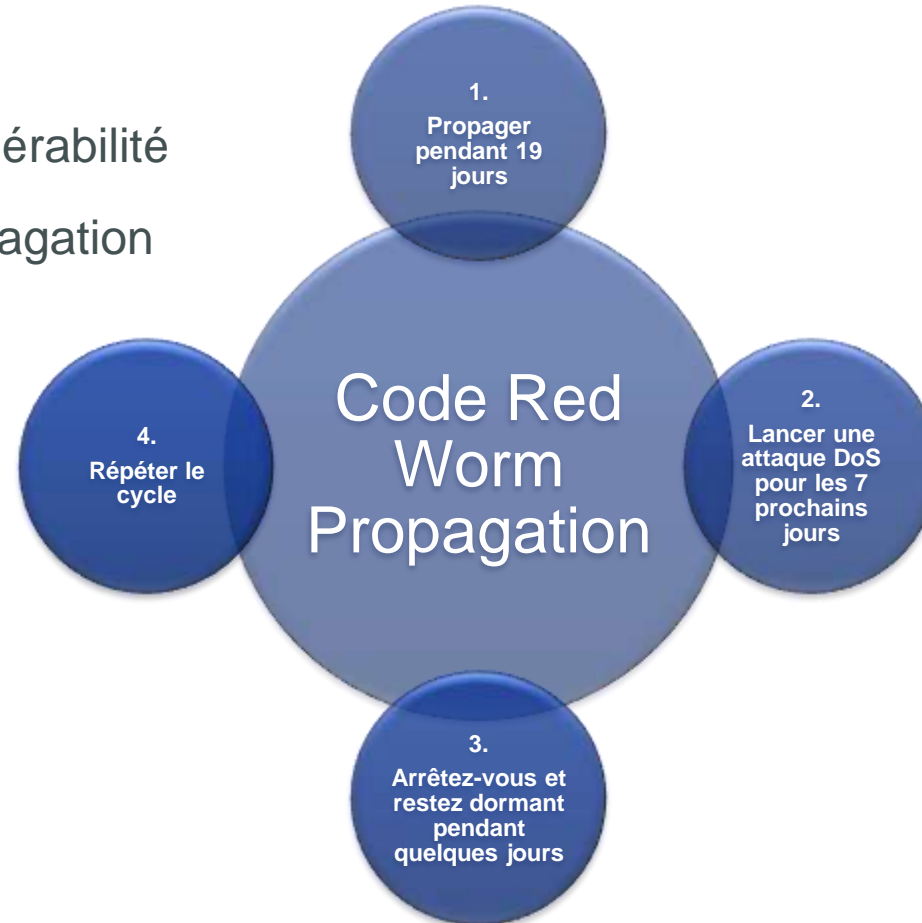 érabilité
agation
1.
Propager
pendant 19
jours
2.
Lancer une
attaque DoS
pour les 7
prochains
jours
Code Red
Worm
Propagation
3.
Arrêtez-vous et
restez dormant
pendant
quelques jours
4.
Répéter le
cycle